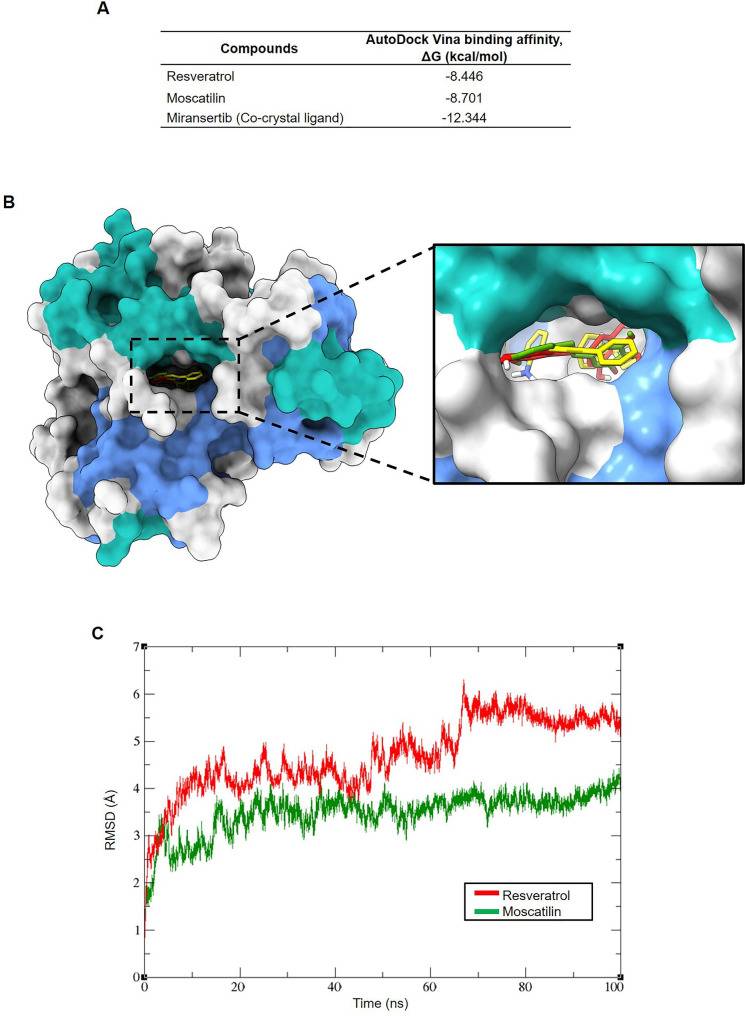 A
Compounds
AutoDock Vina binding affinity,
ΔG (kcal/mol)
Resveratrol -8.446
Moscatilin -8.701
Miransertib (Co-crystal ligand) -12.344
B
C
7
6
5
4
3
2
1
0
RMSD (Å)
Resveratrol
Moscatilin
0 20 40 60 80 100
Time (ns)